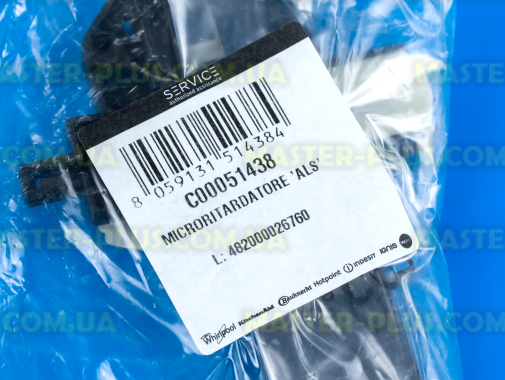 SERVICE
authorized assistance
8 059131 514384
C00051438
MICRORITARDATORE 'ALS'
L: 482000026760
Whirlpool KitchenAid Bauknecht Hotpoint INDESIT IGNIS
MASTER-PLUS.COM.UA